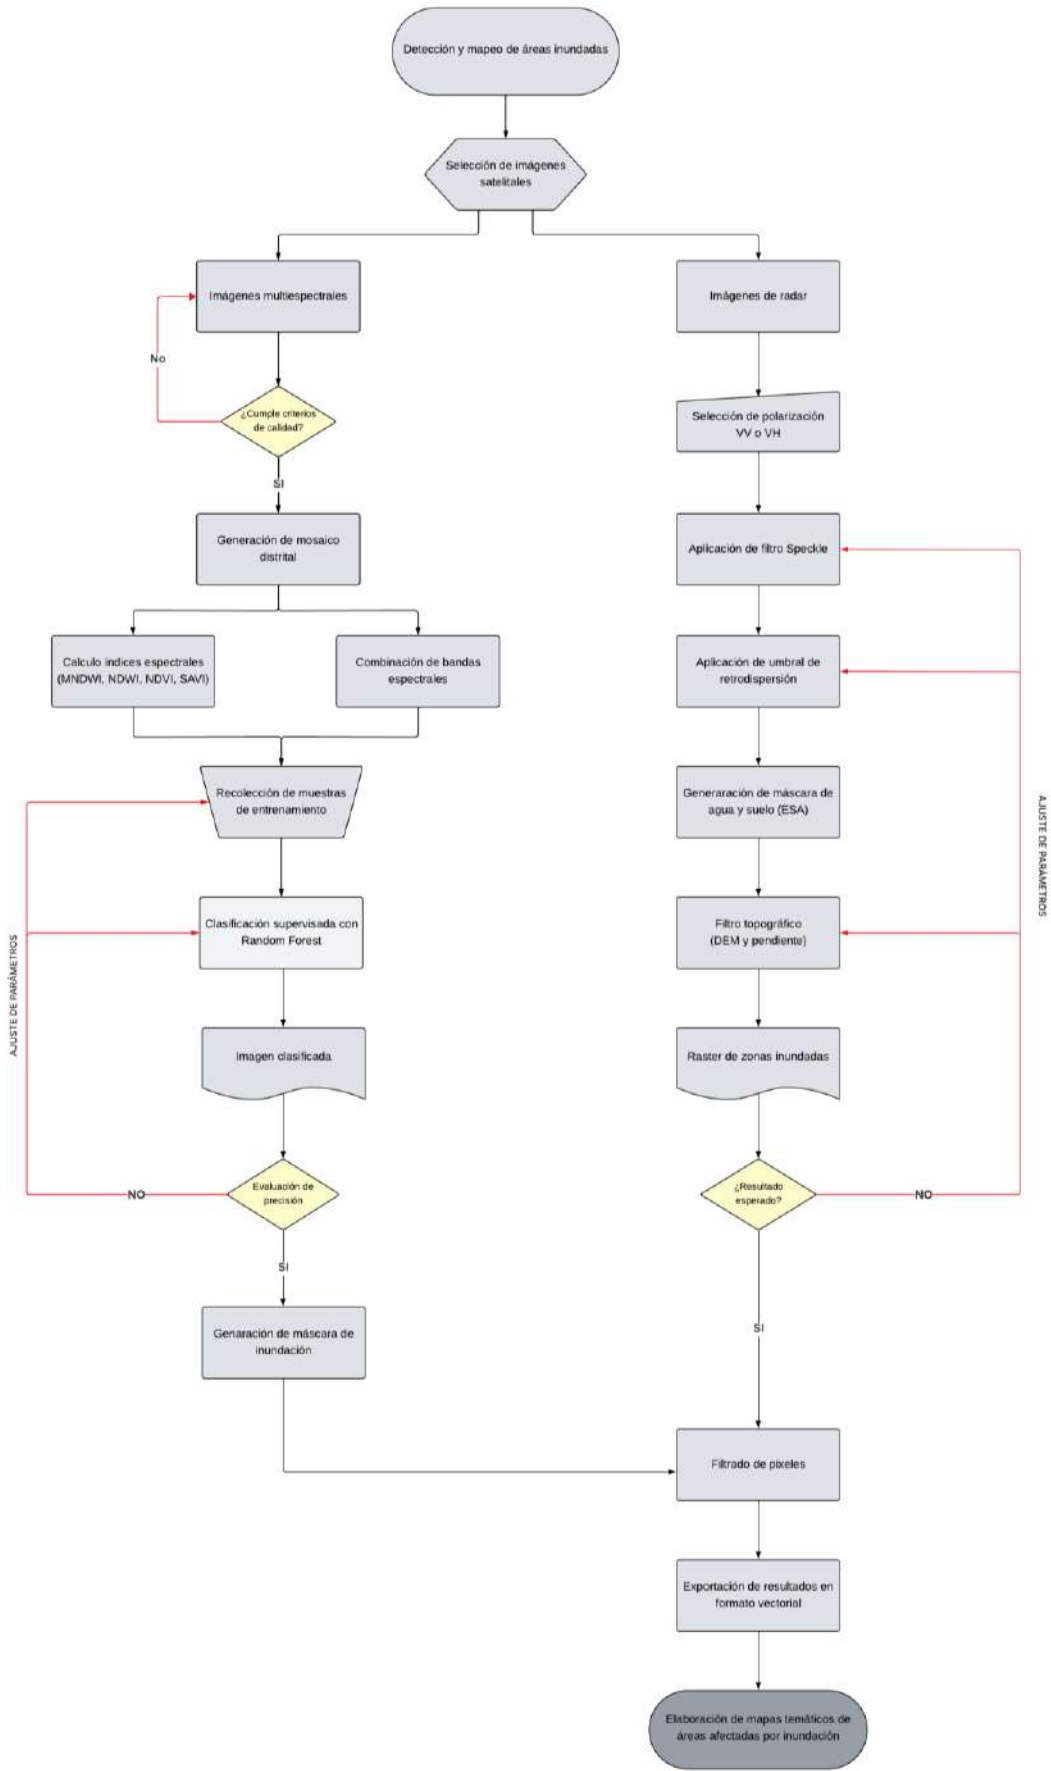 Detección y mapeo de áreas inundadas
Selección de imágenes
satelitales
Imágenes multiespectrales
No
¿Cumple criterios
de calidad?
SI
Generación de mosaico
distrital
Calculo indices espectrales
(MNDWI, NDWI, NDVI, SAVI)
Combinación de bandas
espectrales
Recolección de muestras
de entrenamiento
Clasificación supervisada con
Random Forest
Imagen clasificada
Evaluación de
precisión
NO
AJUSTE DE PARÁMETROS
SI
Genaración de máscara de
inundación
Imágenes de radar
Selección de polarización
VV o VH
Aplicación de filtro Speckle
Aplicación de umbral de
retrodispersión
Generaración de máscara de
agua y suelo (ESA)
Filtro topográfico
(DEM y pendiente)
Raster de zonas inundadas
¿Resultado
esperado?
NO
AJUSTE DE PARÁMETROS
SI
Filtrado de pixeles
Exportación de resultados en
formato vectorial
Elaboración de mapas temáticos de
áreas afectadas por inundación